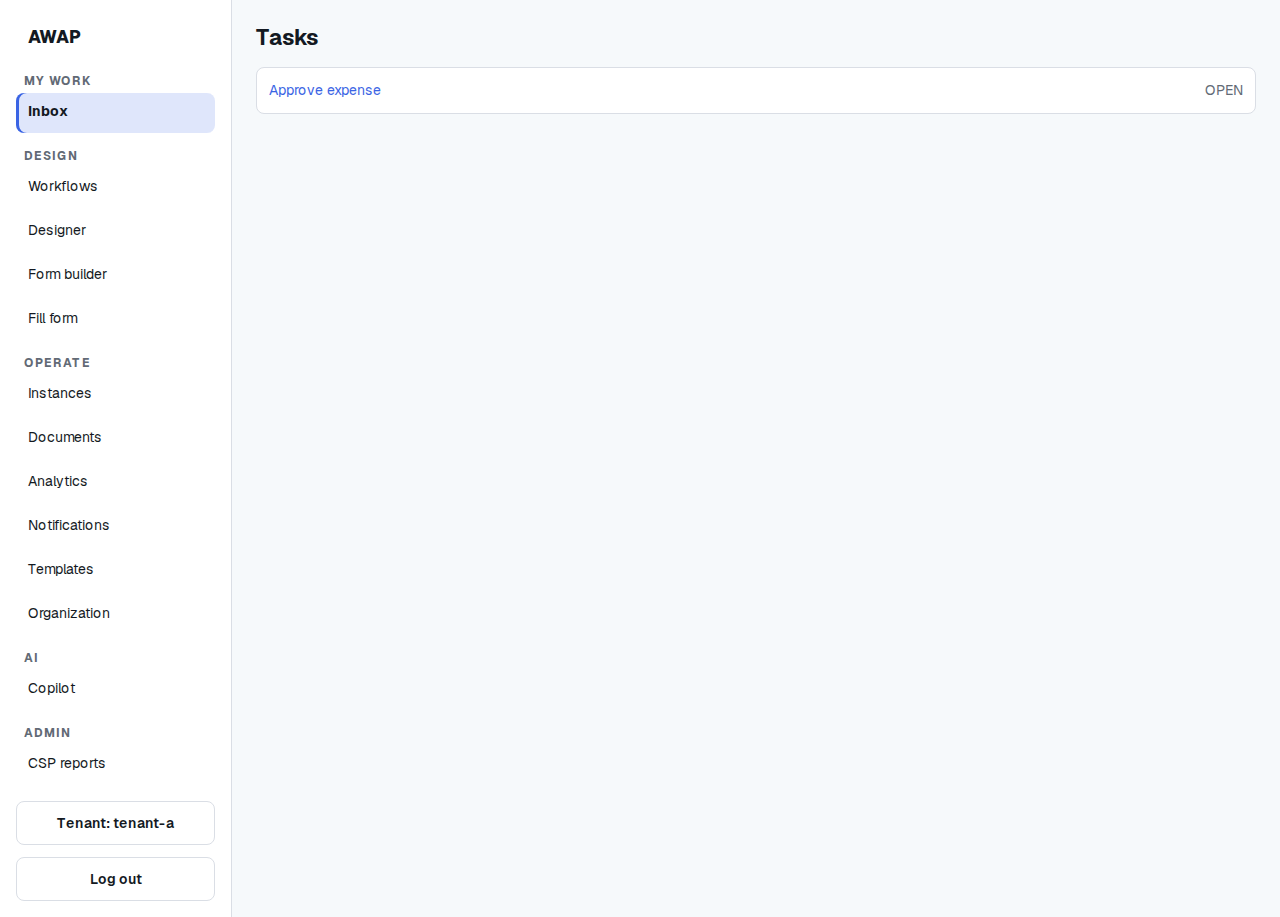 AWAP
MY WORK
Inbox
DESIGN
Workflows
Designer
Form builder
Fill form
OPERATE
Instances
Documents
Analytics
Notifications
Templates
Organization
AI
Copilot
ADMIN
CSP reports
Tenant: tenant-a
Log out
Tasks
Approve expense OPEN